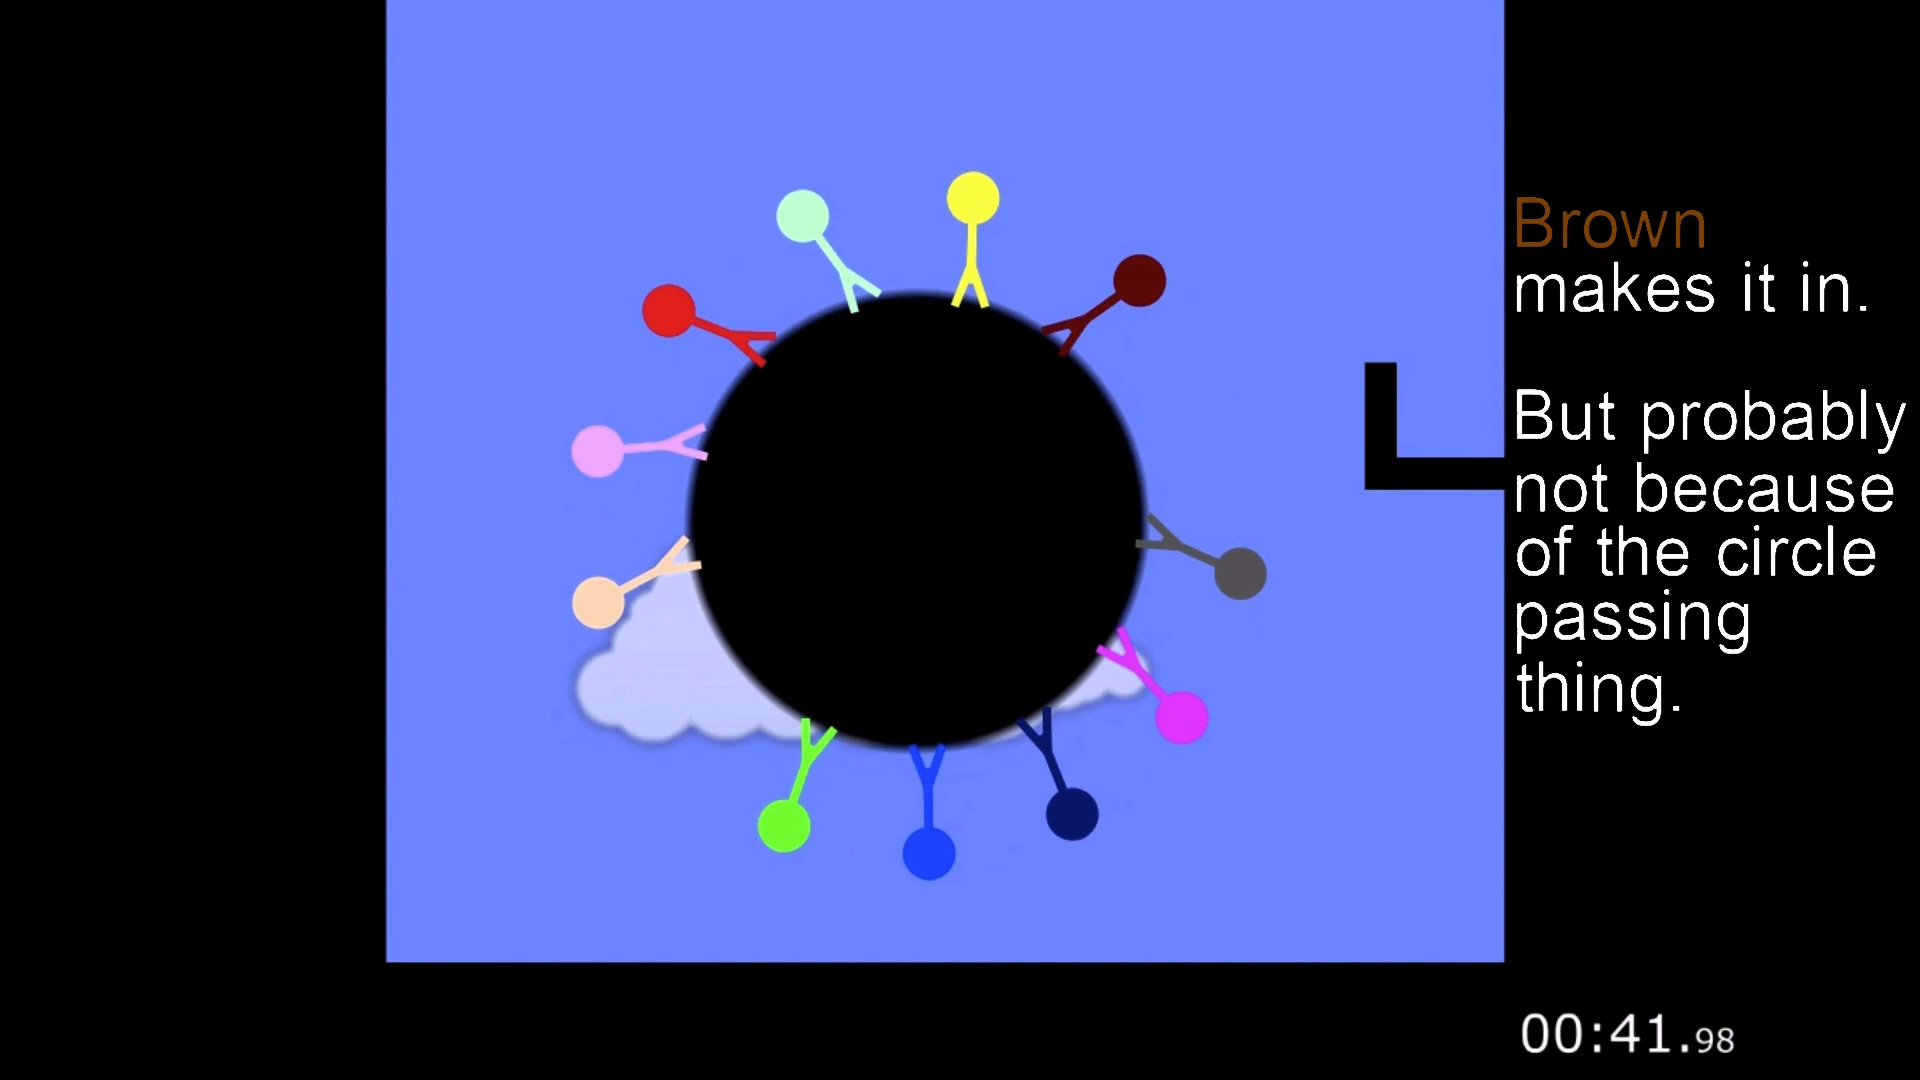 Brown
makes it in.
But probably
not because
of the circle
passing
thing.
00:41.98